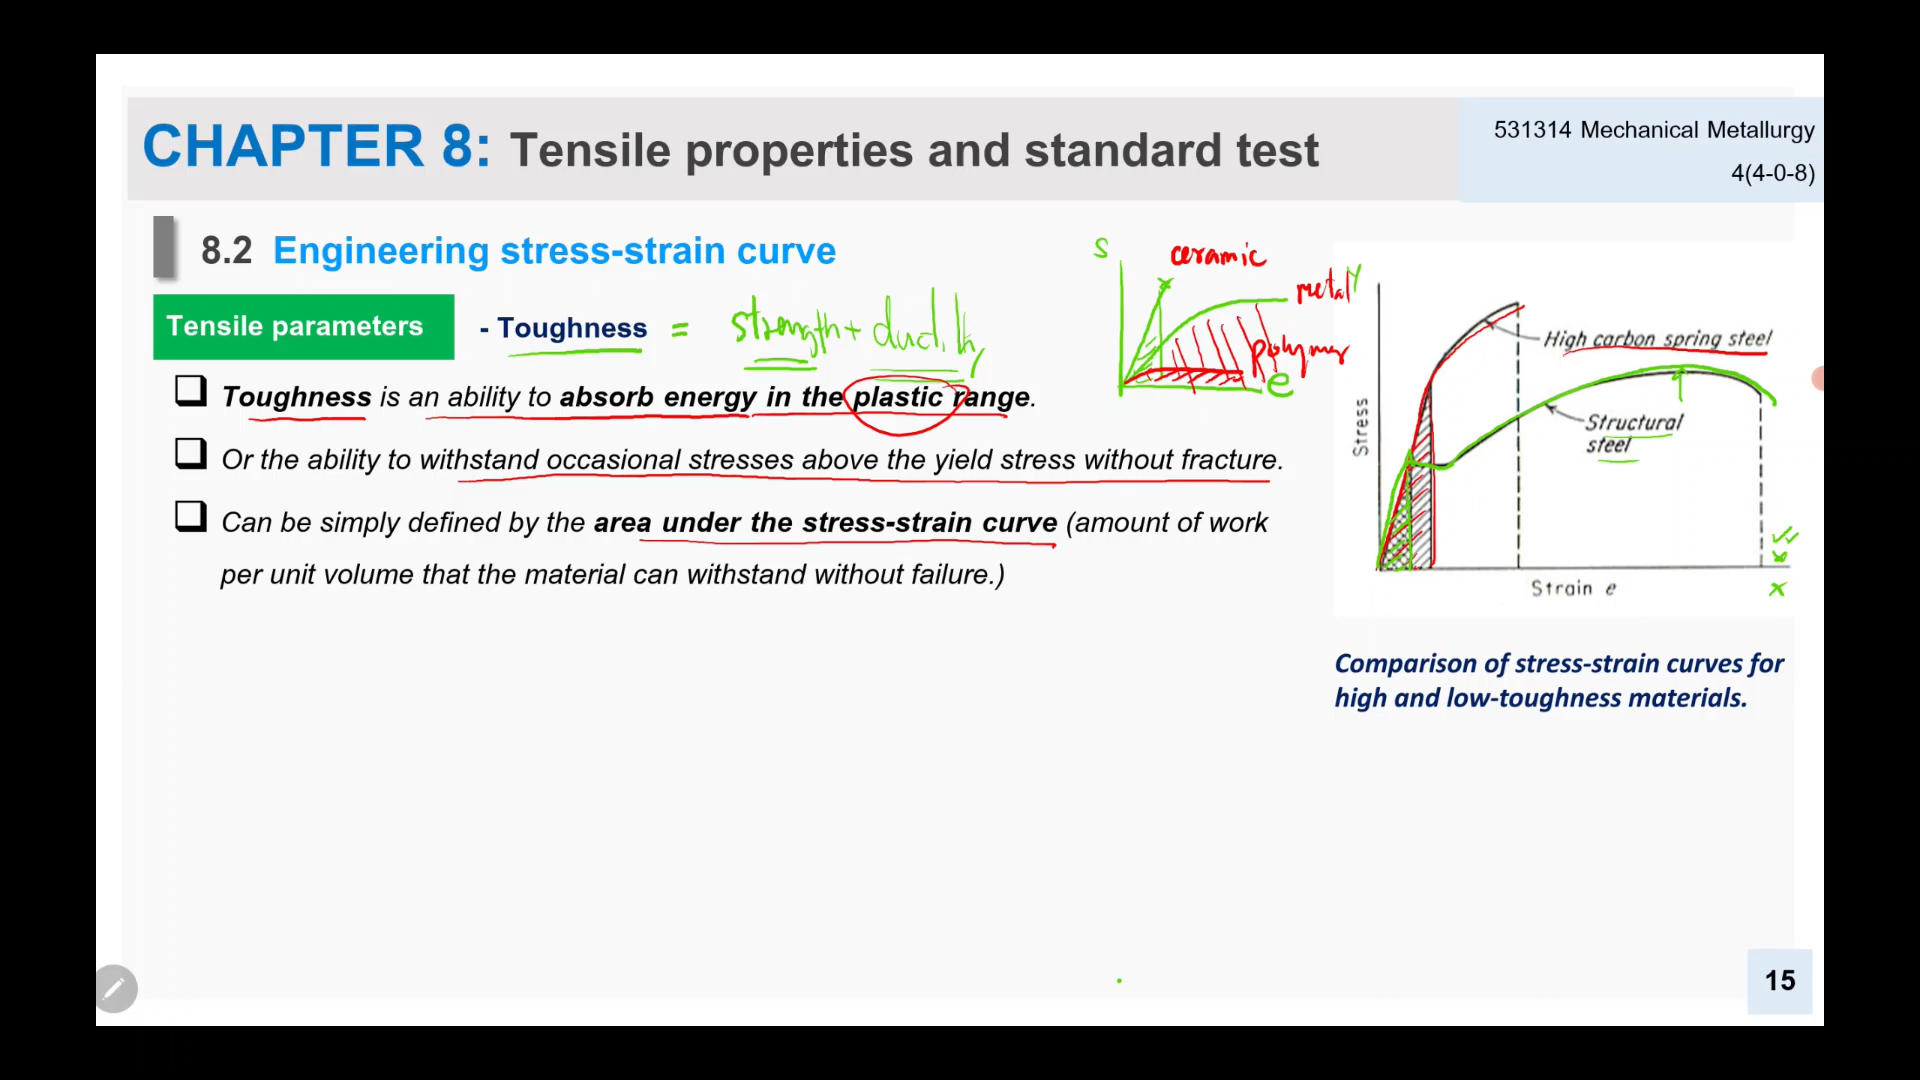 CHAPTER 8: Tensile properties and standard test
531314 Mechanical Metallurgy
4(4-0-8)
8.2 Engineering stress-strain curve
Tensile parameters
- Toughness = strength + ductility
❑ Toughness is an ability to absorb energy in the plastic range.
❑ Or the ability to withstand occasional stresses above the yield stress without fracture.
❑ Can be simply defined by the area under the stress-strain curve (amount of work
per unit volume that the material can withstand without failure.)
S
ceramic
metal
polymer
e
High carbon spring steel
Structural
steel
Stress
Strain e
Comparison of stress-strain curves for
high and low-toughness materials.
15